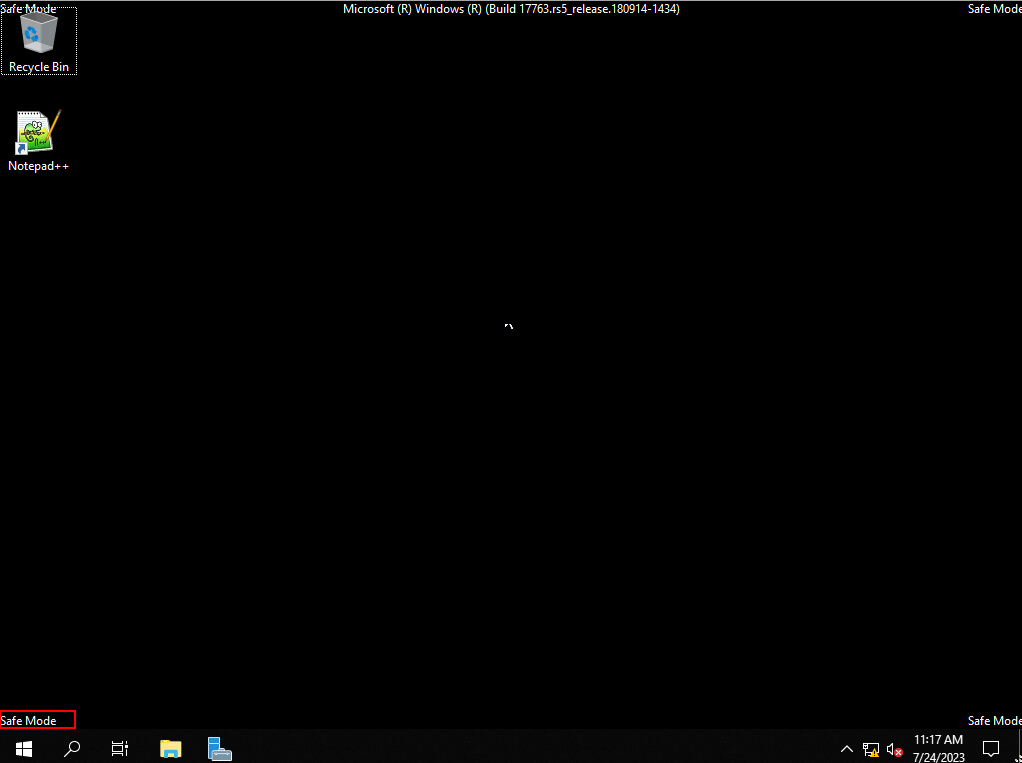 Safe Mode
Microsoft (R) Windows (R) (Build 17763.rs5_release.180914-1434)
Safe Mode
Recycle Bin
Notepad++
Safe Mode
Safe Mode
11:17 AM
7/24/2023